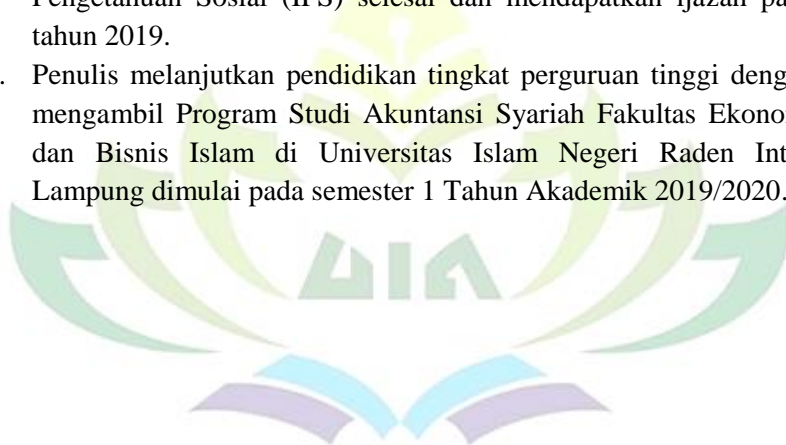 Pengetahuan Sosial (IPS) selesai dan mendapatkan ijazah pa
tahun 2019.
. Penulis melanjutkan pendidikan tingkat perguruan tinggi deng
mengambil Program Studi Akuntansi Syariah Fakultas Ekono
dan Bisnis Islam di Universitas Islam Negeri Raden Int
Lampung dimulai pada semester 1 Tahun Akademik 2019/2020.
UIN